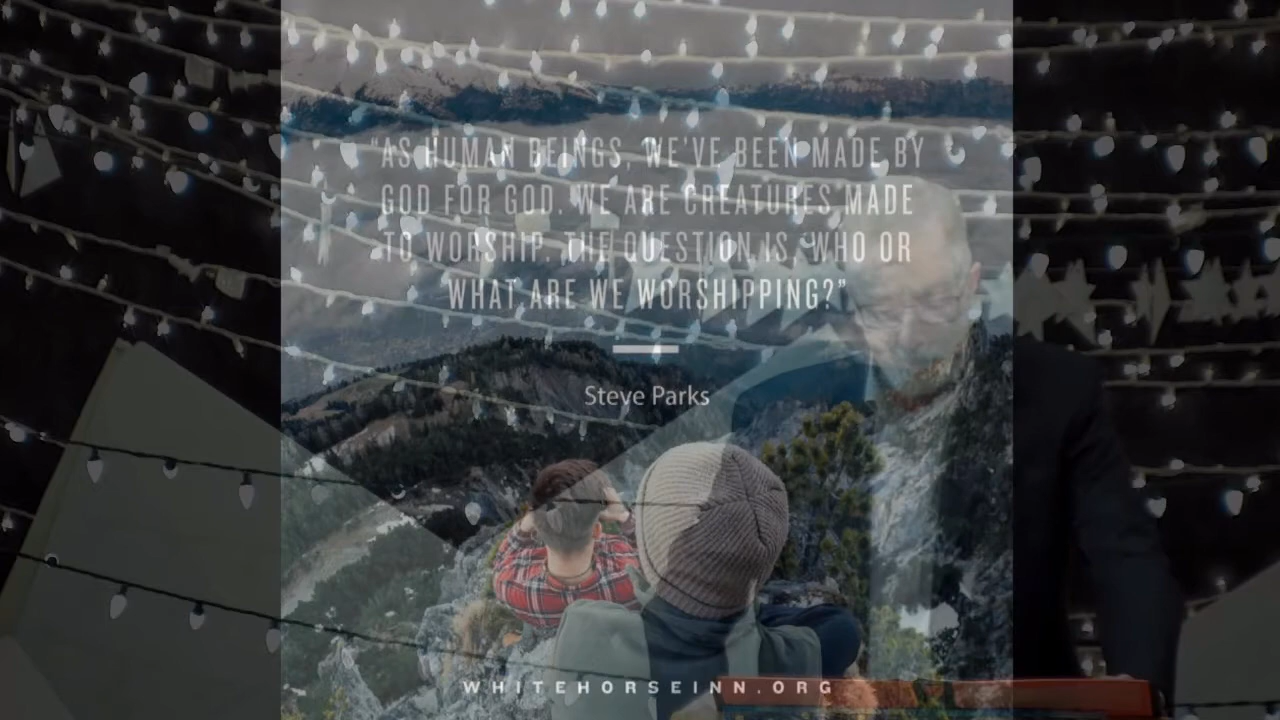 “AS HUMAN BEINGS, WE’VE BEEN MADE BY
GOD FOR GOD. WE ARE CREATURES MADE
TO WORSHIP. THE QUESTION IS, WHO OR
WHAT ARE WE WORSHIPPING?”
Steve Parks
WHITEHORSEINN.ORG